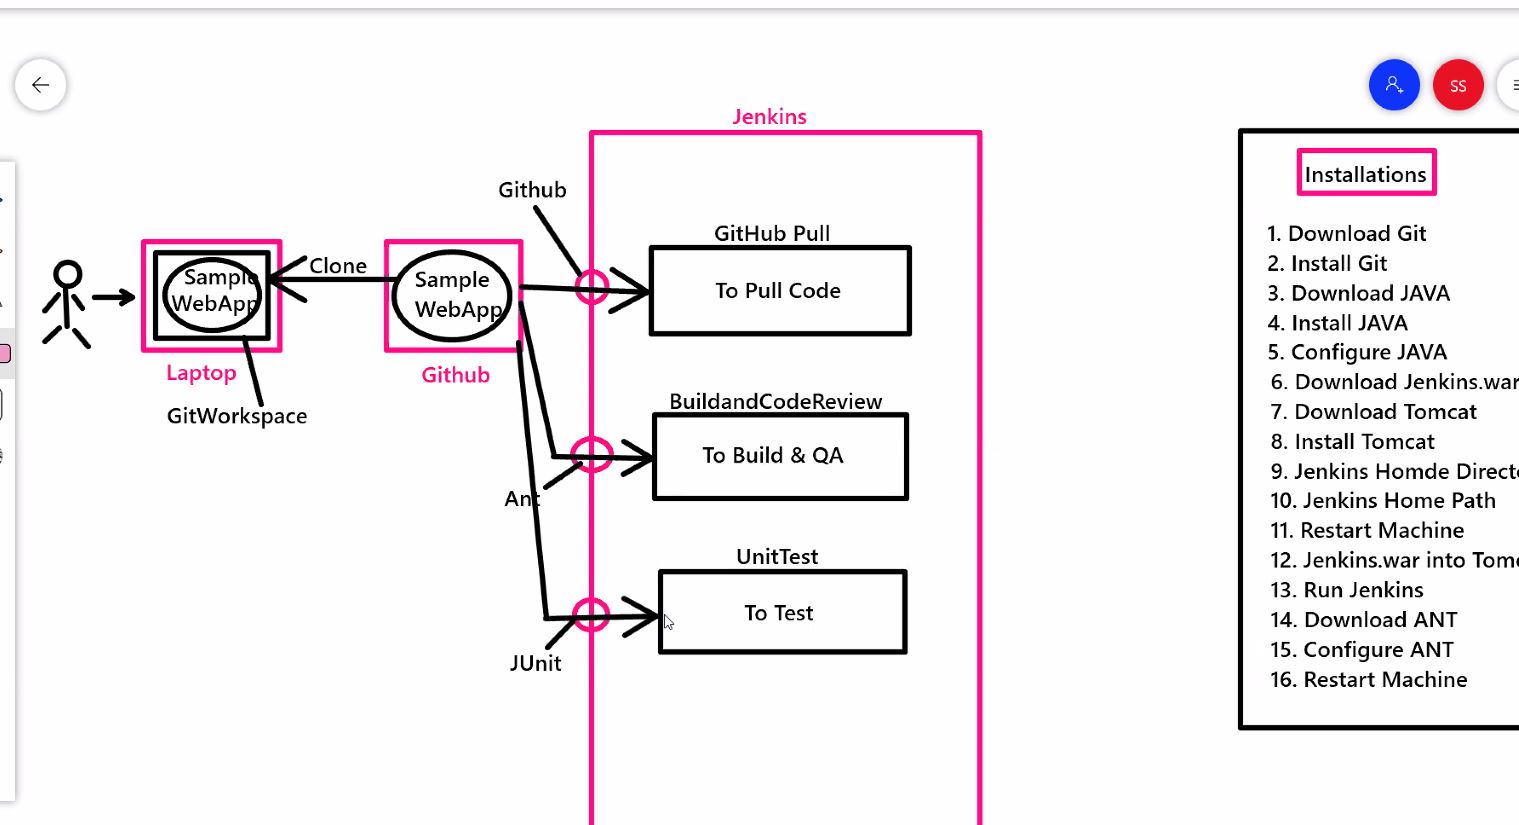 SS
Jenkins
Installations
Github
1. Download Git
GitHub Pull
2. Install Git
Clone
Sample
WebApp
Sample
WebApp
To Pull Code
3. Download JAVA
4. Install JAVA
5. Configure JAVA
Laptop
Github
6. Download Jenkins.war
BuildandCodeReview
GitWorkspace
7. Download Tomcat
8. Install Tomcat
To Build & QA
9. Jenkins Homde Directo
Ant
10. Jenkins Home Path
11. Restart Machine
UnitTest
12. Jenkins.war into Tom
13. Run Jenkins
To Test
14. Download ANT
15. Configure ANT
JUnit
16. Restart Machine